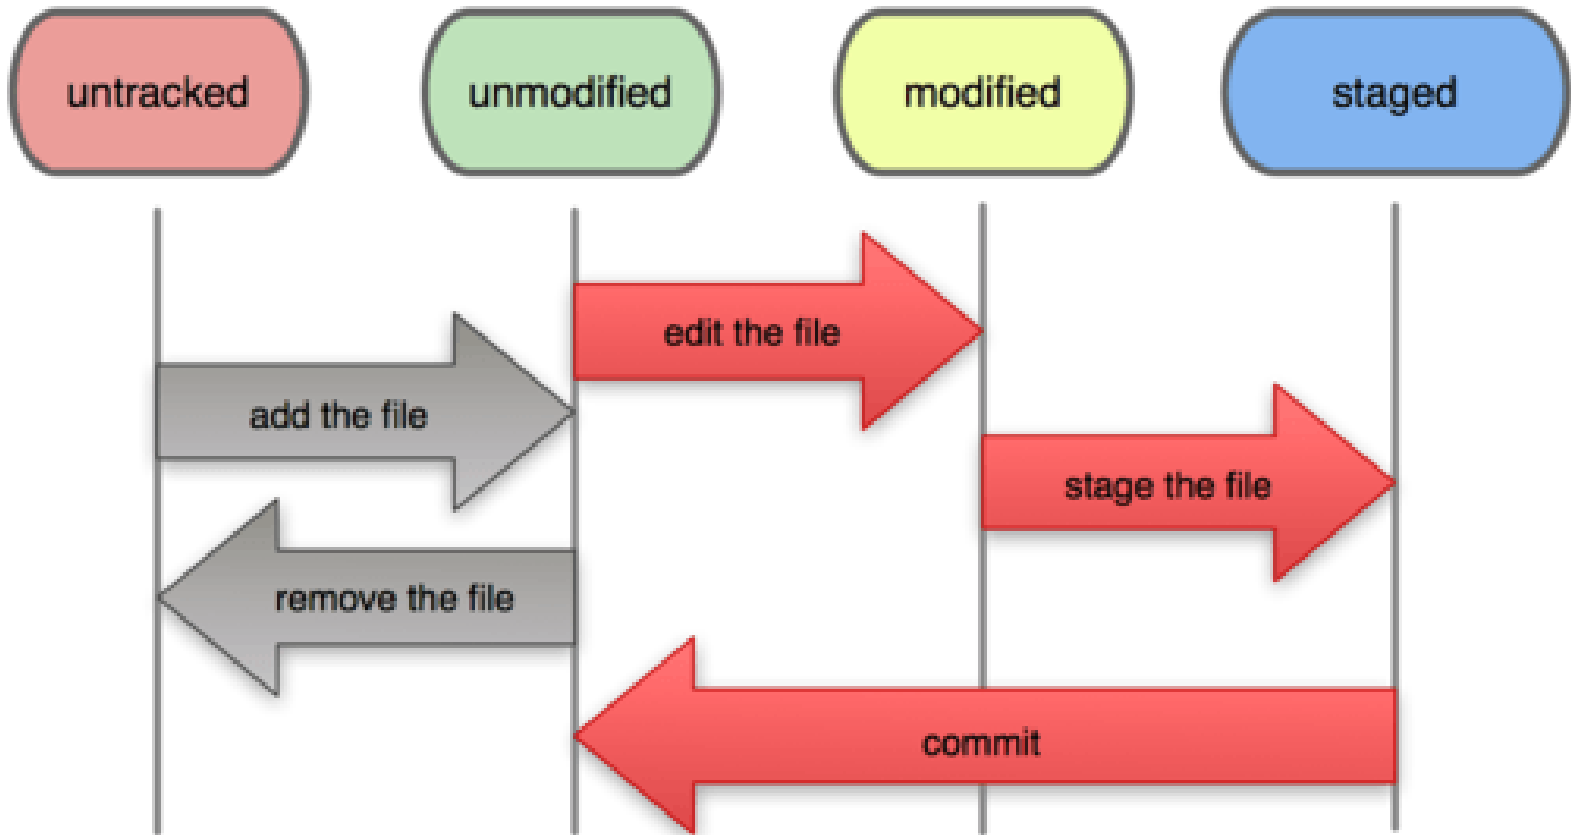 untracked
unmodified
modified
staged
edit the file
add the file
stage the file
remove the file
commit